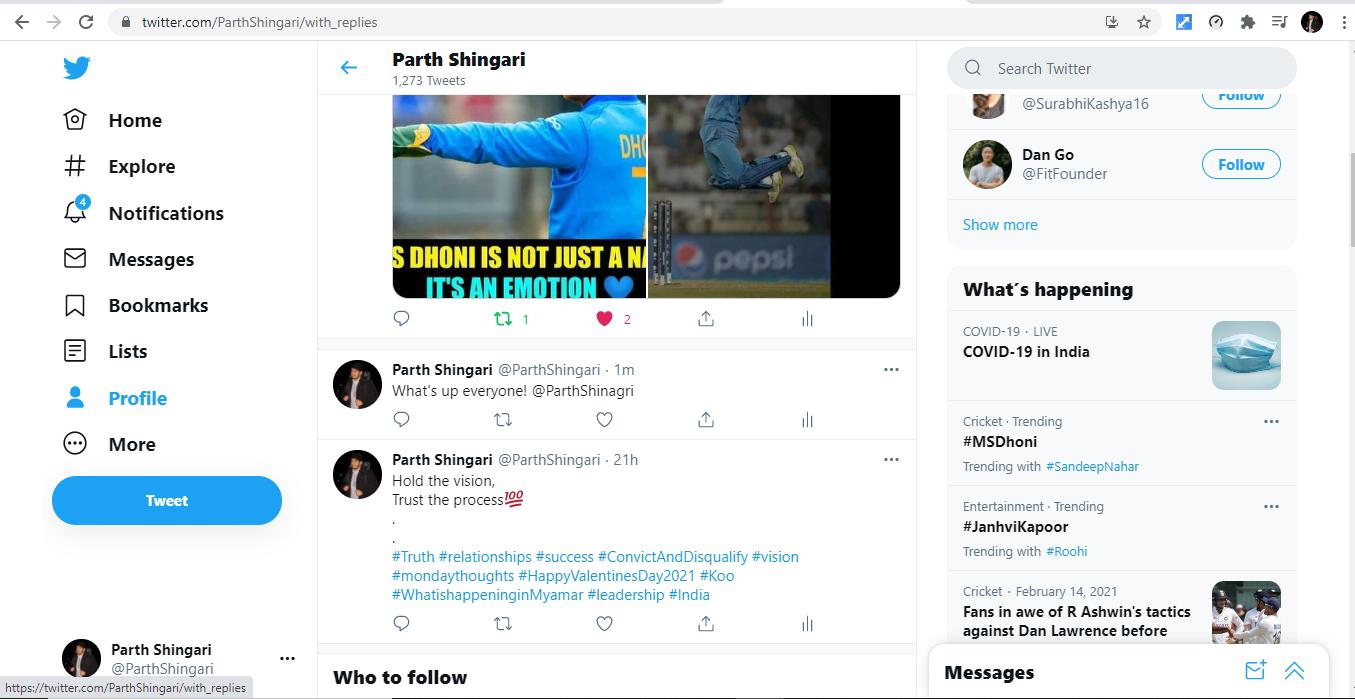 twitter.com/ParthShingari/with_replies
Home
Explore
4
Notifications
Messages
Bookmarks
Lists
Profile
More
Tweet
Parth Shingari
@ParthShingari
https://twitter.com/ParthShingari/with_replies
Parth Shingari
1,273 Tweets
DHO
S DHONI IS NOT JUST A NA
IT'S AN EMOTION 💙
pepsi
1
2
Parth Shingari @ParthShingari · 1m
What's up everyone! @ParthShinagri
Parth Shingari @ParthShingari · 21h
Hold the vision,
Trust the process💯
.
.
#Truth #relationships #success #ConvictAndDisqualify #vision
#mondaythoughts #HappyValentinesDay2021 #Koo
#WhatishappeninginMyamar #leadership #India
Who to follow
Search Twitter
@SurabhiKashya16
Follow
Dan Go
@FitFounder
Follow
Show more
What´s happening
COVID-19 · LIVE
COVID-19 in India
Cricket · Trending
#MSDhoni
Trending with #SandeepNahar
Entertainment · Trending
#JanhviKapoor
Trending with #Roohi
Cricket · February 14, 2021
Fans in awe of R Ashwin's tactics
against Dan Lawrence before
Messages